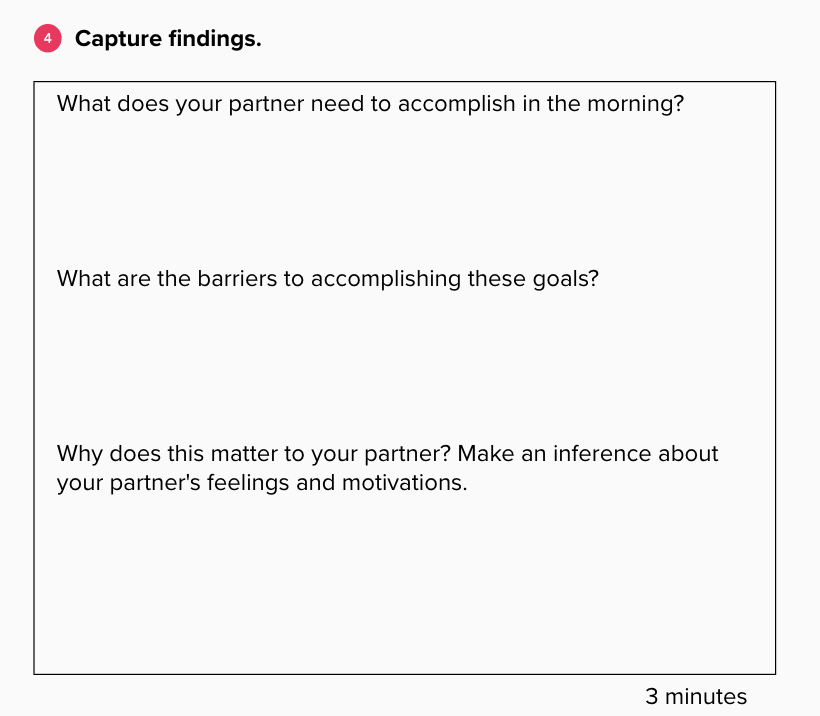 4 Capture findings.
What does your partner need to accomplish in the morning?
What are the barriers to accomplishing these goals?
Why does this matter to your partner? Make an inference about
your partner's feelings and motivations.
3 minutes